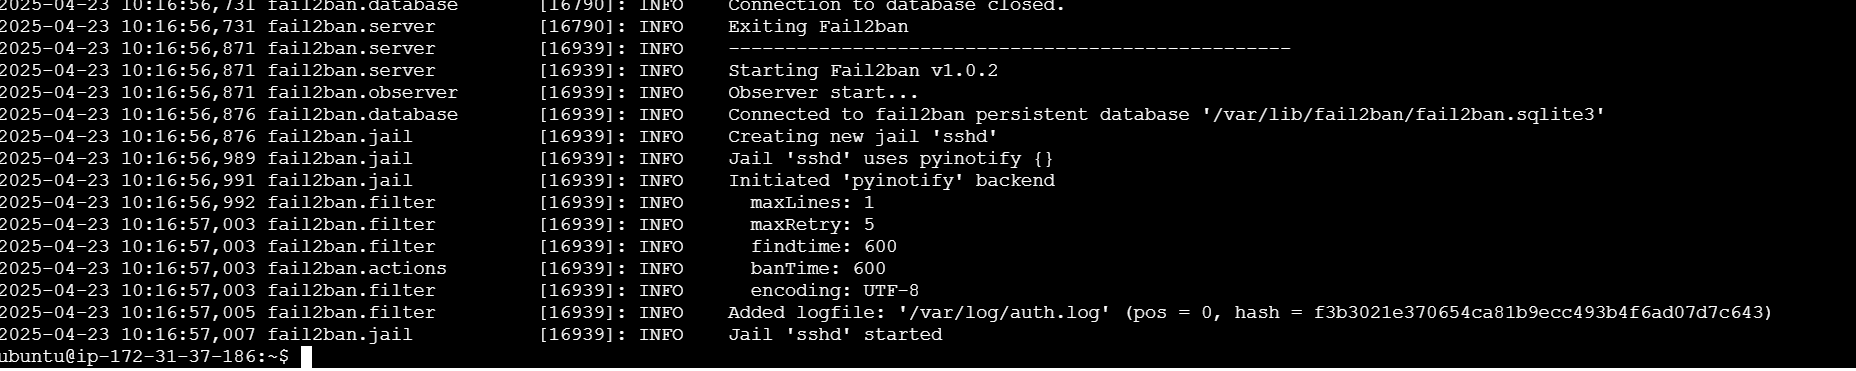 2025-04-23 10:16:56,731 fail2ban.database [16790]: INFO Connection to database closed.
2025-04-23 10:16:56,731 fail2ban.server [16790]: INFO Exiting Fail2ban
2025-04-23 10:16:56,871 fail2ban.server [16939]: INFO --------------------------------------------------
2025-04-23 10:16:56,871 fail2ban.server [16939]: INFO Starting Fail2ban v1.0.2
2025-04-23 10:16:56,871 fail2ban.observer [16939]: INFO Observer start...
2025-04-23 10:16:56,876 fail2ban.database [16939]: INFO Connected to fail2ban persistent database '/var/lib/fail2ban/fail2ban.sqlite3'
2025-04-23 10:16:56,876 fail2ban.jail [16939]: INFO Creating new jail 'sshd'
2025-04-23 10:16:56,989 fail2ban.jail [16939]: INFO Jail 'sshd' uses pyinotify {}
2025-04-23 10:16:56,991 fail2ban.jail [16939]: INFO Initiated 'pyinotify' backend
2025-04-23 10:16:56,992 fail2ban.filter [16939]: INFO maxLines: 1
2025-04-23 10:16:57,003 fail2ban.filter [16939]: INFO maxRetry: 5
2025-04-23 10:16:57,003 fail2ban.filter [16939]: INFO findtime: 600
2025-04-23 10:16:57,003 fail2ban.actions [16939]: INFO banTime: 600
2025-04-23 10:16:57,003 fail2ban.filter [16939]: INFO encoding: UTF-8
2025-04-23 10:16:57,005 fail2ban.filter [16939]: INFO Added logfile: '/var/log/auth.log' (pos = 0, hash = f3b3021e370654ca81b9ecc493b4f6ad07d7c643)
2025-04-23 10:16:57,007 fail2ban.jail [16939]: INFO Jail 'sshd' started
ubuntu@ip-172-31-37-186:~$